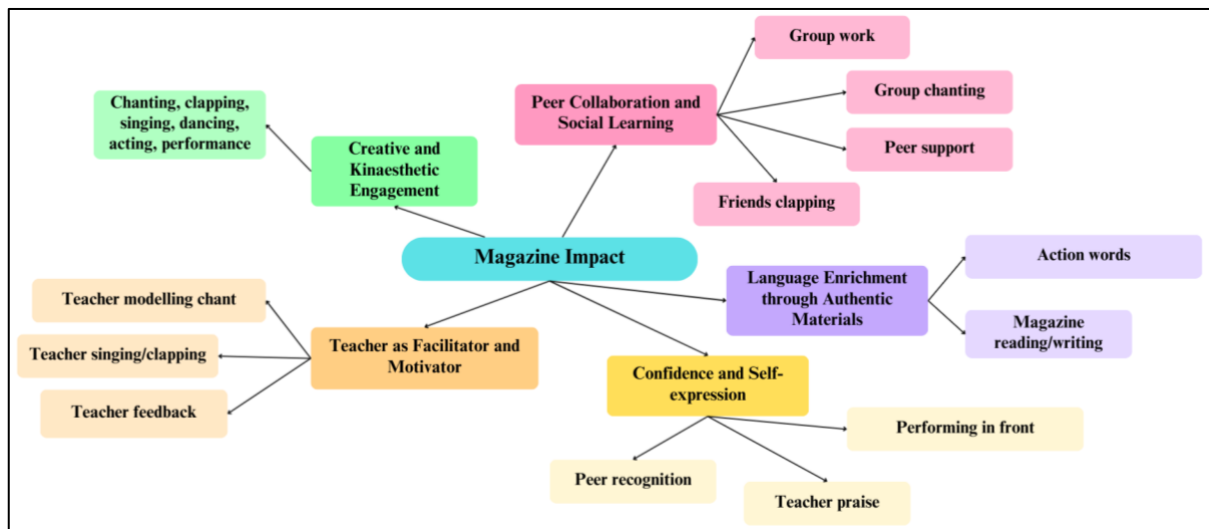 Group work
Peer Collaboration and
Social Learning
Group chanting
Peer support
Friends clapping
Chanting, clapping,
singing, dancing,
acting, performance
Creative and
Kinaesthetic
Engagement
Magazine Impact
Language Enrichment
through Authentic
Materials
Action words
Magazine
reading/writing
Teacher modelling chant
Teacher singing/clapping
Teacher feedback
Teacher as Facilitator and
Motivator
Confidence and Self-
expression
Performing in front
Peer recognition
Teacher praise